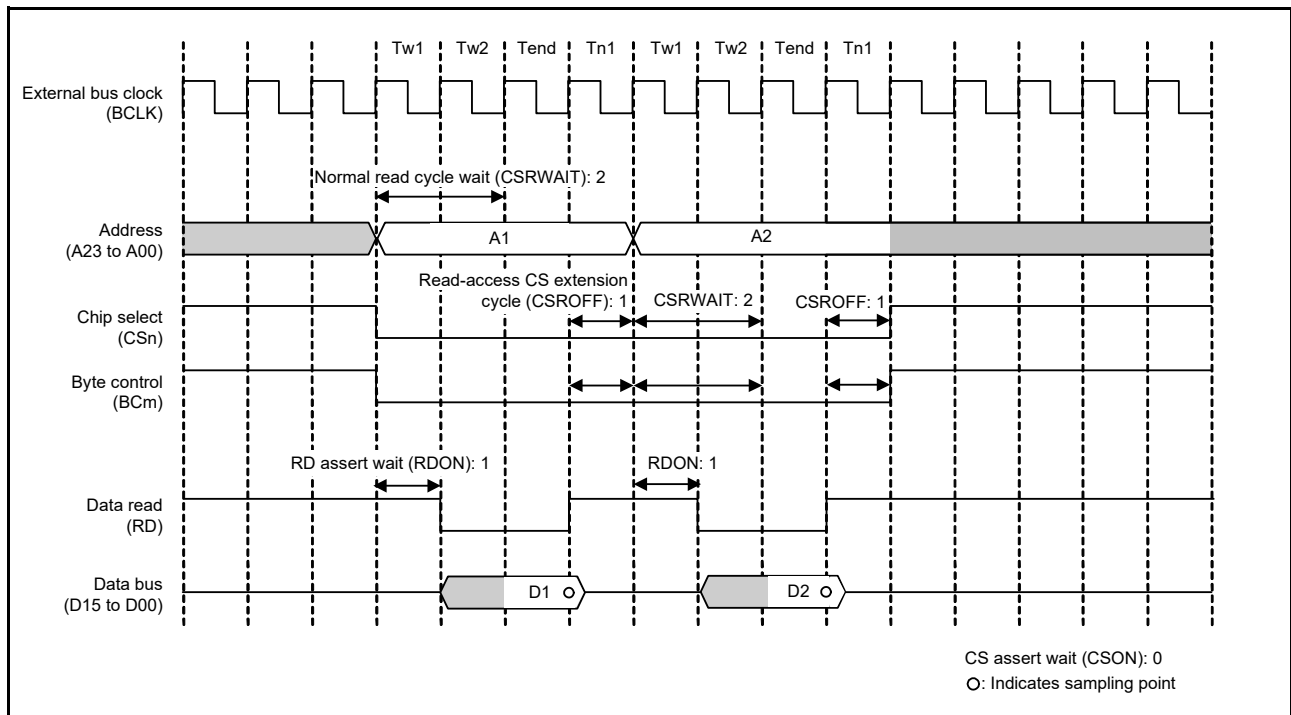 Tw1 Tw2 Tend Tn1 Tw1 Tw2 Tend Tn1
External bus clock
(BCLK)
Normal read cycle wait (CSRWAIT): 2
Address
(A23 to A00)
A1 A2
Read-access CS extension
cycle (CSROFF): 1 CSRWAIT: 2 CSROFF: 1
Chip select
(CSn)
Byte control
(BCm)
RD assert wait (RDON): 1 RDON: 1
Data read
(RD)
Data bus
(D15 to D00)
D1 D2
CS assert wait (CSON): 0
O: Indicates sampling point